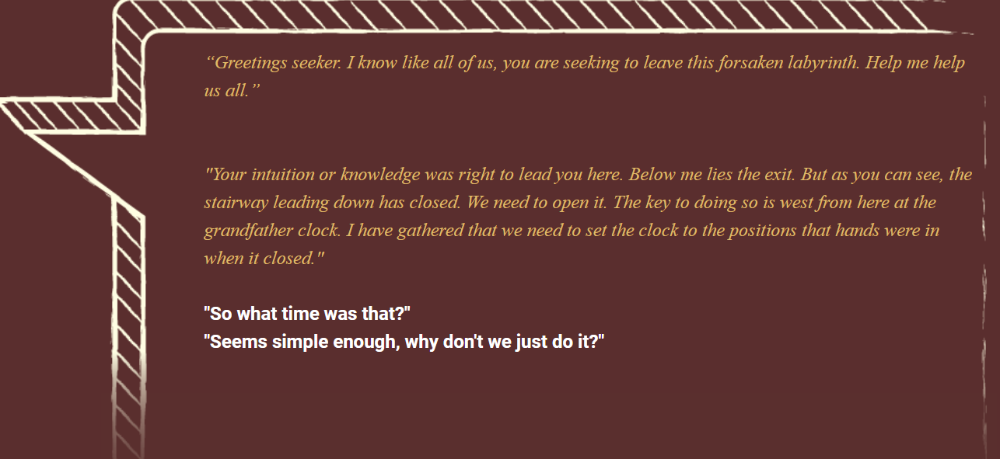 “Greetings seeker. I know like all of us, you are seeking to leave this forsaken labyrinth. Help me help
us all.”
"Your intuition or knowledge was right to lead you here. Below me lies the exit. But as you can see, the
stairway leading down has closed. We need to open it. The key to doing so is west from here at the
grandfather clock. I have gathered that we need to set the clock to the positions that hands were in
when it closed."
"So what time was that?"
"Seems simple enough, why don't we just do it?"